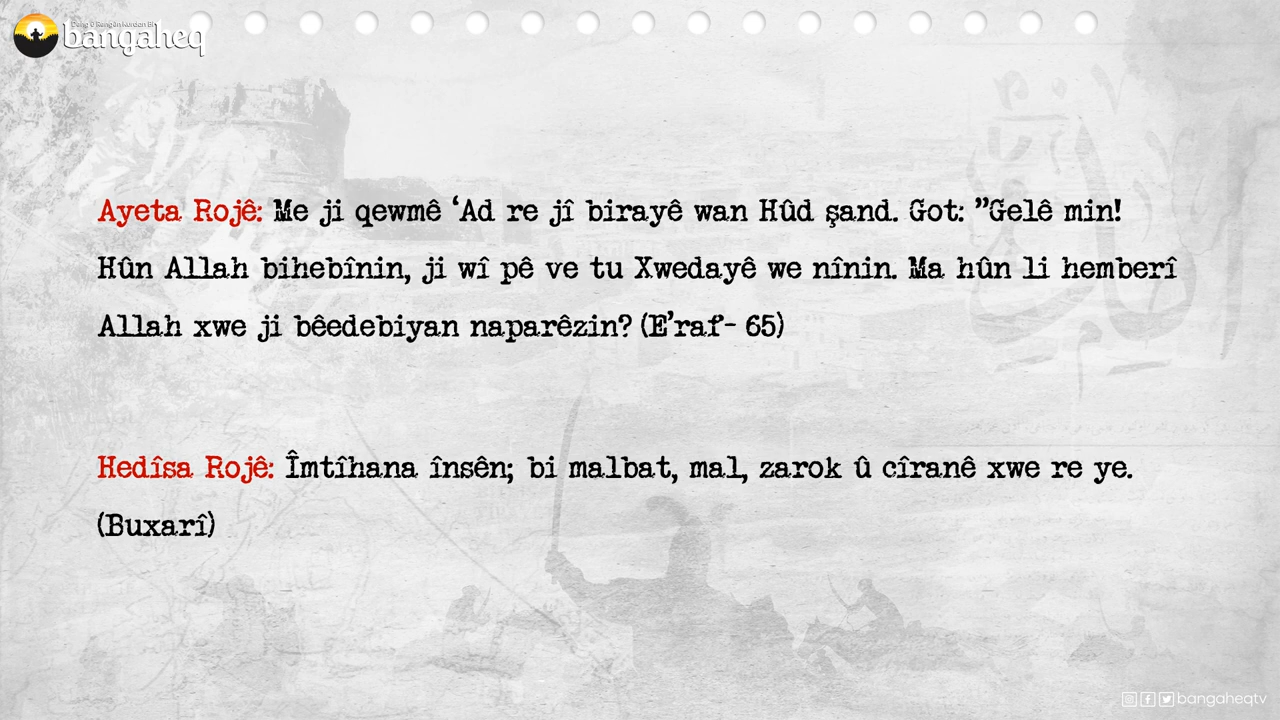 bangaheq
Ayeta Rojê: Me ji qewmê ‘Ad re jî birayê wan Hûd şand. Got: ”Gelê min!
Hûn Allah bihebînin, ji wî pê ve tu Xwedayê we nînin. Ma hûn li hemberî
Allah xwe ji bêedebiyan naparêzin? (E’raf- 65)
Hedîsa Rojê: Îmtîhana însên; bi malbat, mal, zarok û cîranê xwe re ye.
(Buxarî)
bangaheqtv